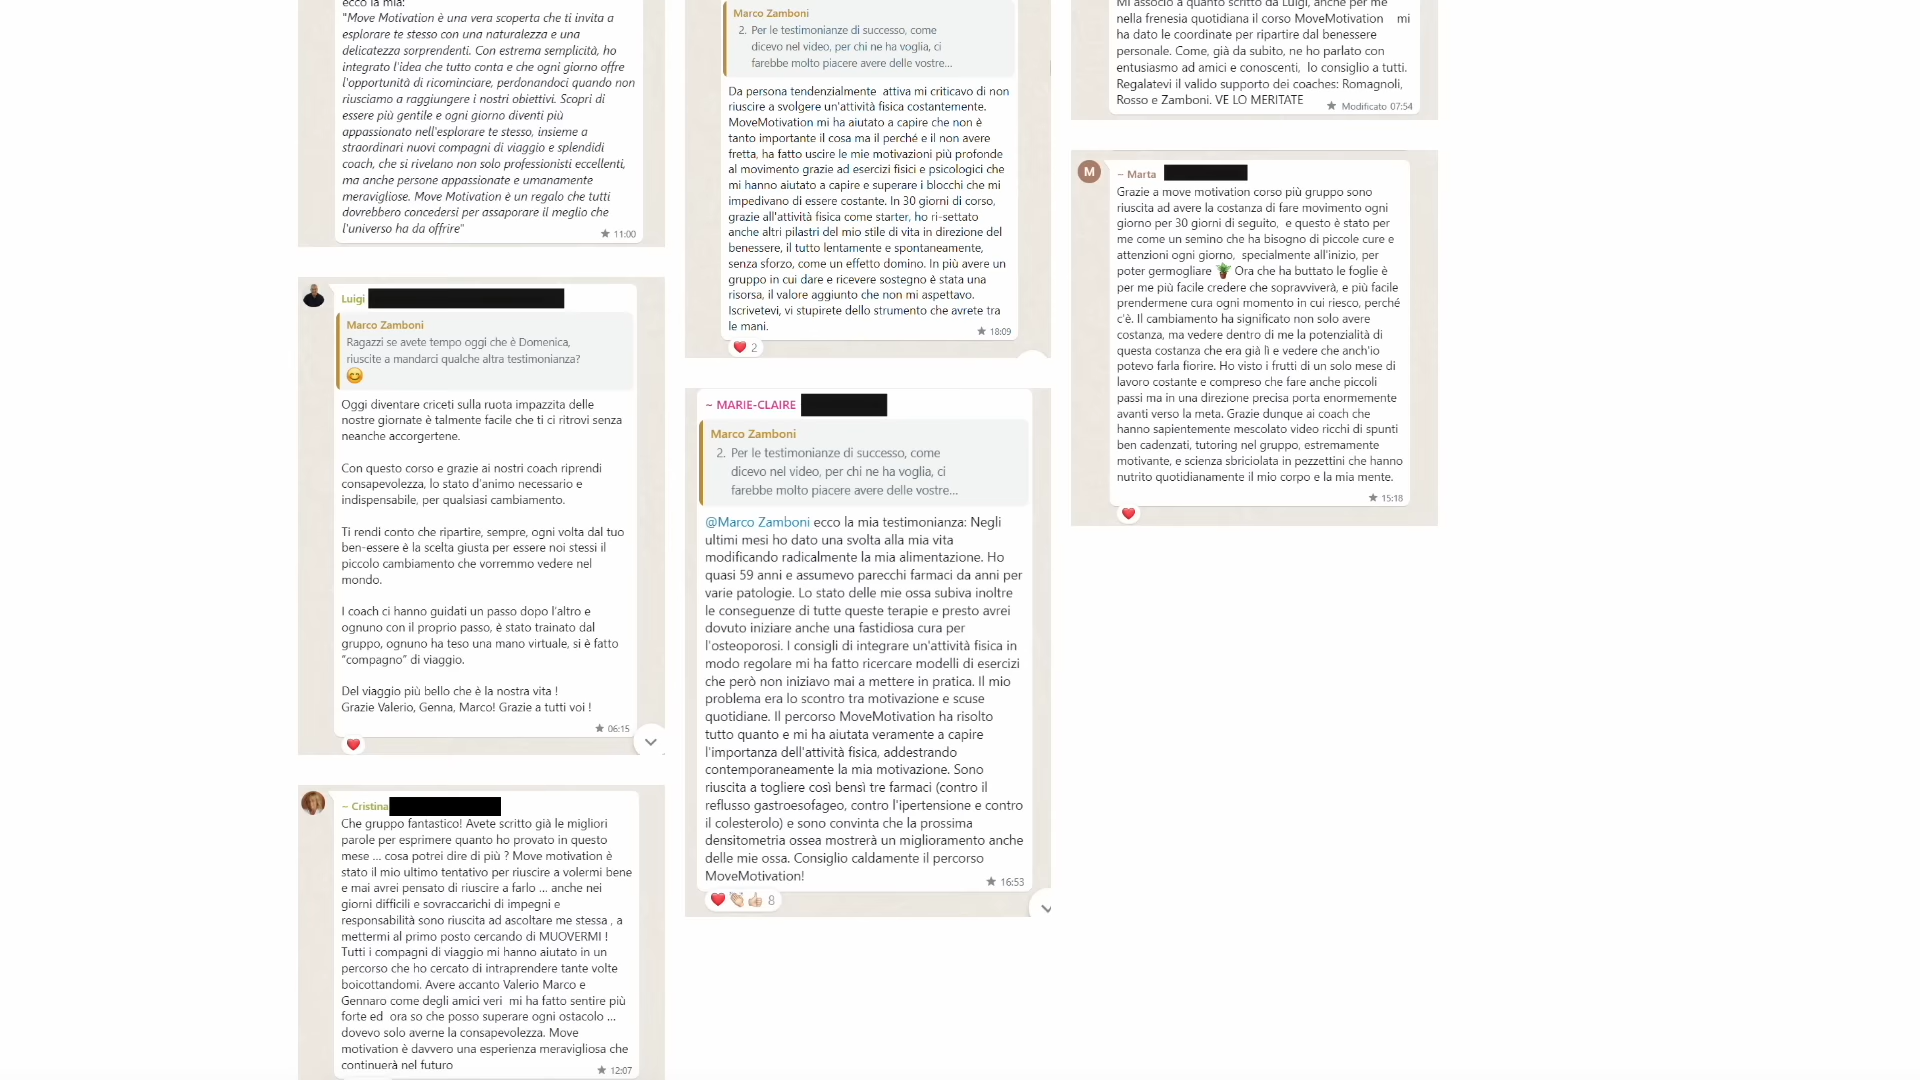 ecco la mia:
"Move Motivation è una vera scoperta che ti invita a
esplorare te stesso con una naturalezza e una
delicatezza sorprendenti. Con estrema semplicità, ho
integrato l'idea che tutto conta e che ogni giorno offre
l'opportunità di ricominciare, perdonandoci quando non
riusciamo a raggiungere i nostri obiettivi. Scopri di
essere più gentile e ogni giorno diventi più
appassionato nell'esplorare te stesso, insieme a
straordinari nuovi compagni di viaggio e splendidi
coach, che si rivelano non solo professionisti eccellenti,
ma anche persone appassionate e umanamente
meravigliose. Move Motivation è un regalo che tutti
dovrebbero concedersi per assaporare il meglio che
l'universo ha da offrire"
★ 11:00
Luigi
Marco Zamboni
Ragazzi se avete tempo oggi che è Domenica,
riuscite a mandarci qualche altra testimonianza?
😊
Oggi diventare criceti sulla ruota impazzita delle
nostre giornate è talmente facile che ti ci ritrovi senza
neanche accorgertene.
Con questo corso e grazie ai nostri coach riprendi
consapevolezza, lo stato d'animo necessario e
indispensabile, per qualsiasi cambiamento.
Ti rendi conto che ripartire, sempre, ogni volta dal tuo
ben-essere è la scelta giusta per essere noi stessi il
piccolo cambiamento che vorremmo vedere nel
mondo.
I coach ci hanno guidati un passo dopo l'altro e
ognuno con il proprio passo, è stato trainato dal
gruppo, ognuno ha teso una mano virtuale, si è fatto
“compagno” di viaggio.
Del viaggio più bello che è la nostra vita !
Grazie Valerio, Genna, Marco! Grazie a tutti voi !
★ 06:15
❤️
~ Cristina
Che gruppo fantastico! Avete scritto già le migliori
parole per esprimere quanto ho provato in questo
mese ... cosa potrei dire di più ? Move motivation è
stato il mio ultimo tentativo per riuscire a volermi bene
e mai avrei pensato di riuscire a farlo ... anche nei
giorni difficili e sovraccarichi di impegni e
responsabilità sono riuscita ad ascoltare me stessa , a
mettermi al primo posto cercando di MUOVERMI !
Tutti i compagni di viaggio mi hanno aiutato in un
percorso che ho cercato di intraprendere tante volte
boicottandomi. Avere accanto Valerio Marco e
Gennaro come degli amici veri mi ha fatto sentire più
forte ed ora so che posso superare ogni ostacolo ...
dovevo solo averne la consapevolezza. Move
motivation è davvero una esperienza meravigliosa che
continuerà nel futuro
★ 12:07
Marco Zamboni
2. Per le testimonianze di successo, come
dicevo nel video, per chi ne ha voglia, ci
farebbe molto piacere avere delle vostre...
Da persona tendenzialmente attiva mi criticavo di non
riuscire a svolgere un'attività fisica costantemente.
MoveMotivation mi ha aiutato a capire che non è
tanto importante il cosa ma il perché e il non avere
fretta, ha fatto uscire le mie motivazioni più profonde
al movimento grazie ad esercizi fisici e psicologici che
mi hanno aiutato a capire e superare i blocchi che mi
impedivano di essere costante. In 30 giorni di corso,
grazie all'attività fisica come starter, ho ri-settato
anche altri pilastri del mio stile di vita in direzione del
benessere, il tutto lentamente e spontaneamente,
senza sforzo, come un effetto domino. In più avere un
gruppo in cui dare e ricevere sostegno è stata una
risorsa, il valore aggiunto che non mi aspettavo.
Iscrivetevi, vi stupirete dello strumento che avrete tra
le mani.
★ 18:09
❤️ 2
~ MARIE-CLAIRE
Marco Zamboni
2. Per le testimonianze di successo, come
dicevo nel video, per chi ne ha voglia, ci
farebbe molto piacere avere delle vostre...
@Marco Zamboni ecco la mia testimonianza: Negli
ultimi mesi ho dato una svolta alla mia vita
modificando radicalmente la mia alimentazione. Ho
quasi 59 anni e assumevo parecchi farmaci da anni per
varie patologie. Lo stato delle mie ossa subiva inoltre
le conseguenze di tutte queste terapie e presto avrei
dovuto iniziare anche una fastidiosa cura per
l'osteoporosi. I consigli di integrare un'attività fisica in
modo regolare mi ha fatto ricercare modelli di esercizi
che però non iniziavo mai a mettere in pratica. Il mio
problema era lo scontro tra motivazione e scuse
quotidiane. Il percorso MoveMotivation ha risolto
tutto quanto e mi ha aiutata veramente a capire
l'importanza dell'attività fisica, addestrando
contemporaneamente la mia motivazione. Sono
riuscita a togliere così bensì tre farmaci (contro il
reflusso gastroesofageo, contro l'ipertensione e contro
il colesterolo) e sono convinta che la prossima
densitometria ossea mostrerà un miglioramento anche
delle mie ossa. Consiglio caldamente il percorso
MoveMotivation!
★ 16:53
❤️👏🏻👍🏻 8
Mi associo a quanto scritto da Luigi, anche per me
nella frenesia quotidiana il corso MoveMotivation mi
ha dato le coordinate per ripartire dal benessere
personale. Come, già da subito, ne ho parlato con
entusiasmo ad amici e conoscenti, lo consiglio a tutti.
Regalatevi il valido supporto dei coaches: Romagnoli,
Rosso e Zamboni. VE LO MERITATE
★ Modificato 07:54
M
~ Marta
Grazie a move motivation corso più gruppo sono
riuscita ad avere la costanza di fare movimento ogni
giorno per 30 giorni di seguito, e questo è stato per
me come un semino che ha bisogno di piccole cure e
attenzioni ogni giorno, specialmente all'inizio, per
poter germogliare 🪴 Ora che ha buttato le foglie è
per me più facile credere che sopravviverà, e più facile
prendermene cura ogni momento in cui riesco, perché
c'è. Il cambiamento ha significato non solo avere
costanza, ma vedere dentro di me la potenzialità di
questa costanza che era già lì e vedere che anch'io
potevo farla fiorire. Ho visto i frutti di un solo mese di
lavoro costante e compreso che fare anche piccoli
passi ma in una direzione precisa porta enormemente
avanti verso la meta. Grazie dunque ai coach che
hanno sapientemente mescolato video ricchi di spunti
ben cadenzati, tutoring nel gruppo, estremamente
motivante, e scienza sbriciolata in pezzettini che hanno
nutrito quotidianamente il mio corpo e la mia mente.
★ 15:18
❤️